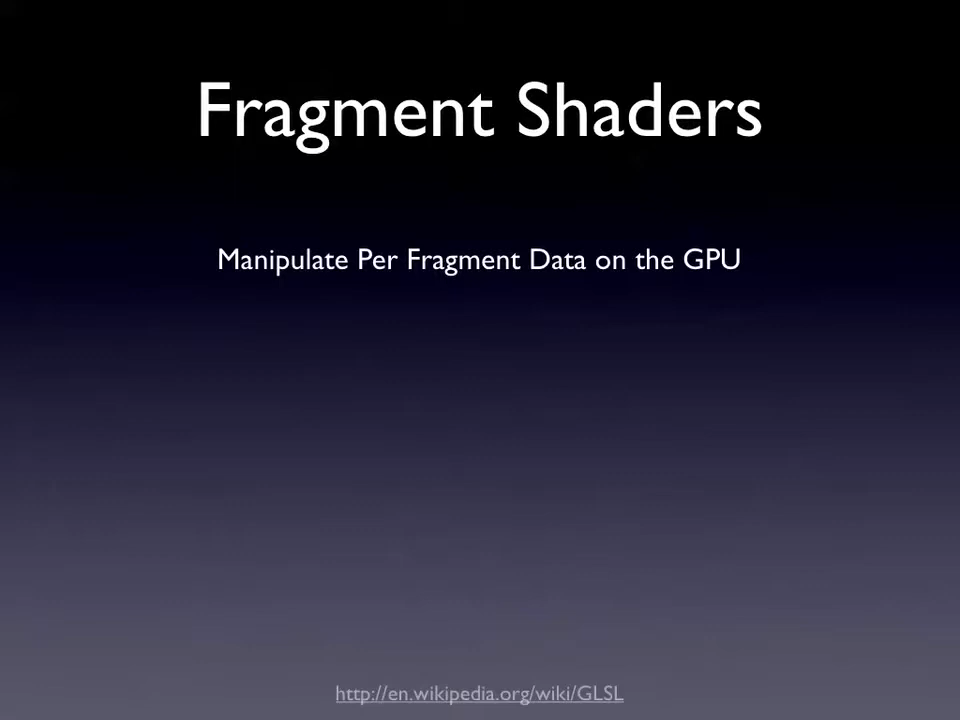 Fragment Shaders
Manipulate Per Fragment Data on the GPU
http://en.wikipedia.org/wiki/GLSL